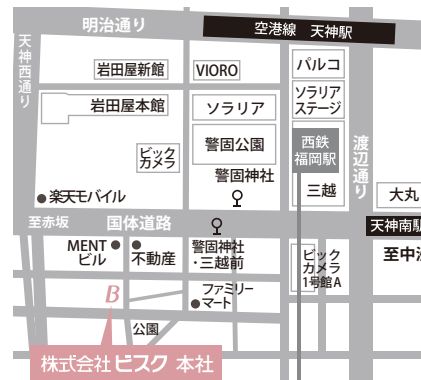 明治通り
空港線　天神駅
天神西通り
岩田屋新館
VIORO
パルコ
岩田屋本館
ソラリア
ソラリア
ステージ
渡辺通り
警固公園
西鉄
福岡駅
ビック
カメラ
警固神社
三越
大丸
楽天モバイル
至赤坂
国体道路
天神南駅
MENT
ビル
不動産
警固神社
・三越前
ビック
カメラ
1号館A
至中
B
ファミリー
マート
公園
株式会社ビスク 本社